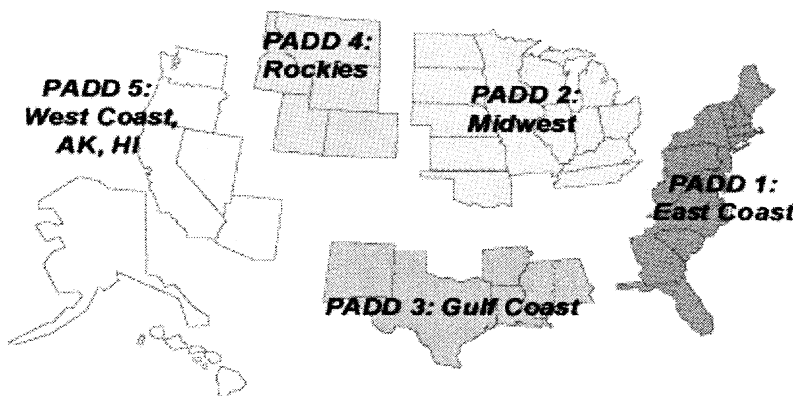 PADD 5:
West Coast,
AK, HI
PADD 4:
Rockies
PADD 2:
Midwest
PADD 1:
East Coast
PADD 3: Gulf Coast